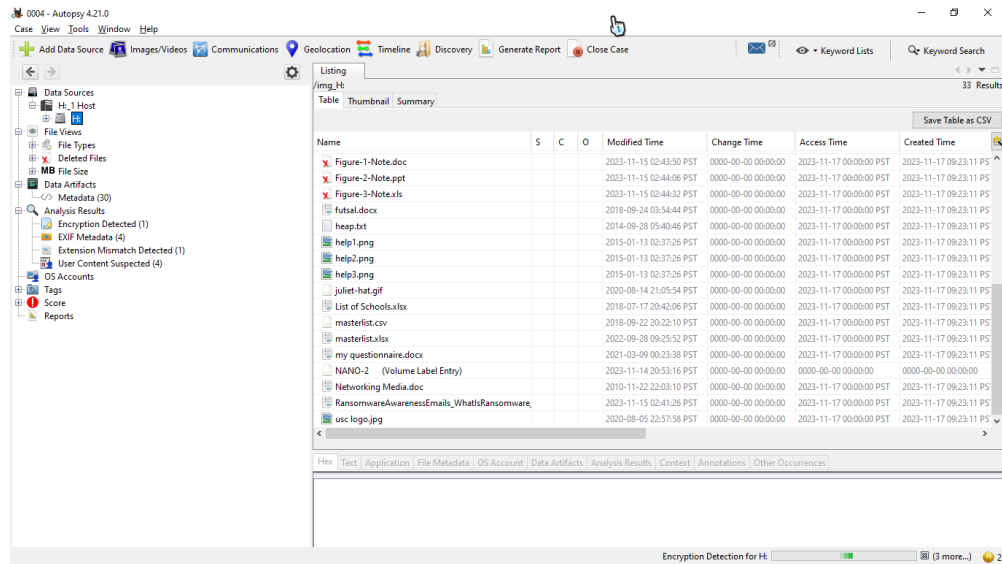 0004 - Autopsy 4.21.0
Case View Tools Window Help
Add Data Source Images/Videos Communications Geolocation Timeline Discovery Generate Report Close Case Keyword Lists Keyword Search
Listing
/img_H: 33 Results
Table Thumbnail Summary
Save Table as CSV
Data Sources
H:_1 Host
H:
File Views
File Types
Deleted Files
MB File Size
Data Artifacts
Metadata (30)
Analysis Results
Encryption Detected (1)
EXIF Metadata (4)
Extension Mismatch Detected (1)
User Content Suspected (4)
OS Accounts
Tags
Score
Reports
Name S C O Modified Time Change Time Access Time Created Time
Figure-1-Note.doc 2023-11-15 02:43:50 PST 0000-00-00 00:00:00 2023-11-17 00:00:00 PST 2023-11-17 09:23:11 PS
Figure-2-Note.ppt 2023-11-15 02:44:06 PST 0000-00-00 00:00:00 2023-11-17 00:00:00 PST 2023-11-17 09:23:11 PS
Figure-3-Note.xls 2023-11-15 02:44:32 PST 0000-00-00 00:00:00 2023-11-17 00:00:00 PST 2023-11-17 09:23:11 PS
futsal.docx 2018-09-24 03:54:44 PST 0000-00-00 00:00:00 2023-11-17 00:00:00 PST 2023-11-17 09:23:11 PS
heap.txt 2014-09-28 05:40:46 PST 0000-00-00 00:00:00 2023-11-17 00:00:00 PST 2023-11-17 09:23:11 PS
help1.png 2015-01-13 02:37:26 PST 0000-00-00 00:00:00 2023-11-17 00:00:00 PST 2023-11-17 09:23:11 PS
help2.png 2015-01-13 02:37:26 PST 0000-00-00 00:00:00 2023-11-17 00:00:00 PST 2023-11-17 09:23:11 PS
help3.png 2015-01-13 02:37:26 PST 0000-00-00 00:00:00 2023-11-17 00:00:00 PST 2023-11-17 09:23:11 PS
juliet-hat.gif 2020-08-14 21:05:54 PST 0000-00-00 00:00:00 2023-11-17 00:00:00 PST 2023-11-17 09:23:11 PS
List of Schools.xlsx 2018-07-17 20:42:06 PST 0000-00-00 00:00:00 2023-11-17 00:00:00 PST 2023-11-17 09:23:11 PS
masterlist.csv 2018-09-22 20:22:10 PST 0000-00-00 00:00:00 2023-11-17 00:00:00 PST 2023-11-17 09:23:11 PS
masterlist.xlsx 2022-09-28 09:25:52 PST 0000-00-00 00:00:00 2023-11-17 00:00:00 PST 2023-11-17 09:23:11 PS
my questionnaire.docx 2021-03-09 00:23:38 PST 0000-00-00 00:00:00 2023-11-17 00:00:00 PST 2023-11-17 09:23:11 PS
NANO-2 (Volume Label Entry) 2023-11-14 20:53:16 PST 0000-00-00 00:00:00 0000-00-00 00:00:00 0000-00-00 00:00:00
Networking Media.doc 2010-11-22 22:03:10 PST 0000-00-00 00:00:00 2023-11-17 00:00:00 PST 2023-11-17 09:23:11 PS
RansomwareAwarenessEmails_WhatIsRansomware_ 2023-11-15 02:41:26 PST 0000-00-00 00:00:00 2023-11-17 00:00:00 PST 2023-11-17 09:23:11 PS
usc logo.jpg 2020-08-05 22:57:58 PST 0000-00-00 00:00:00 2023-11-17 00:00:00 PST 2023-11-17 09:23:11 PS
Hex Text Application File Metadata OS Account Data Artifacts Analysis Results Context Annotations Other Occurrences
Encryption Detection for H: (3 more...) 2